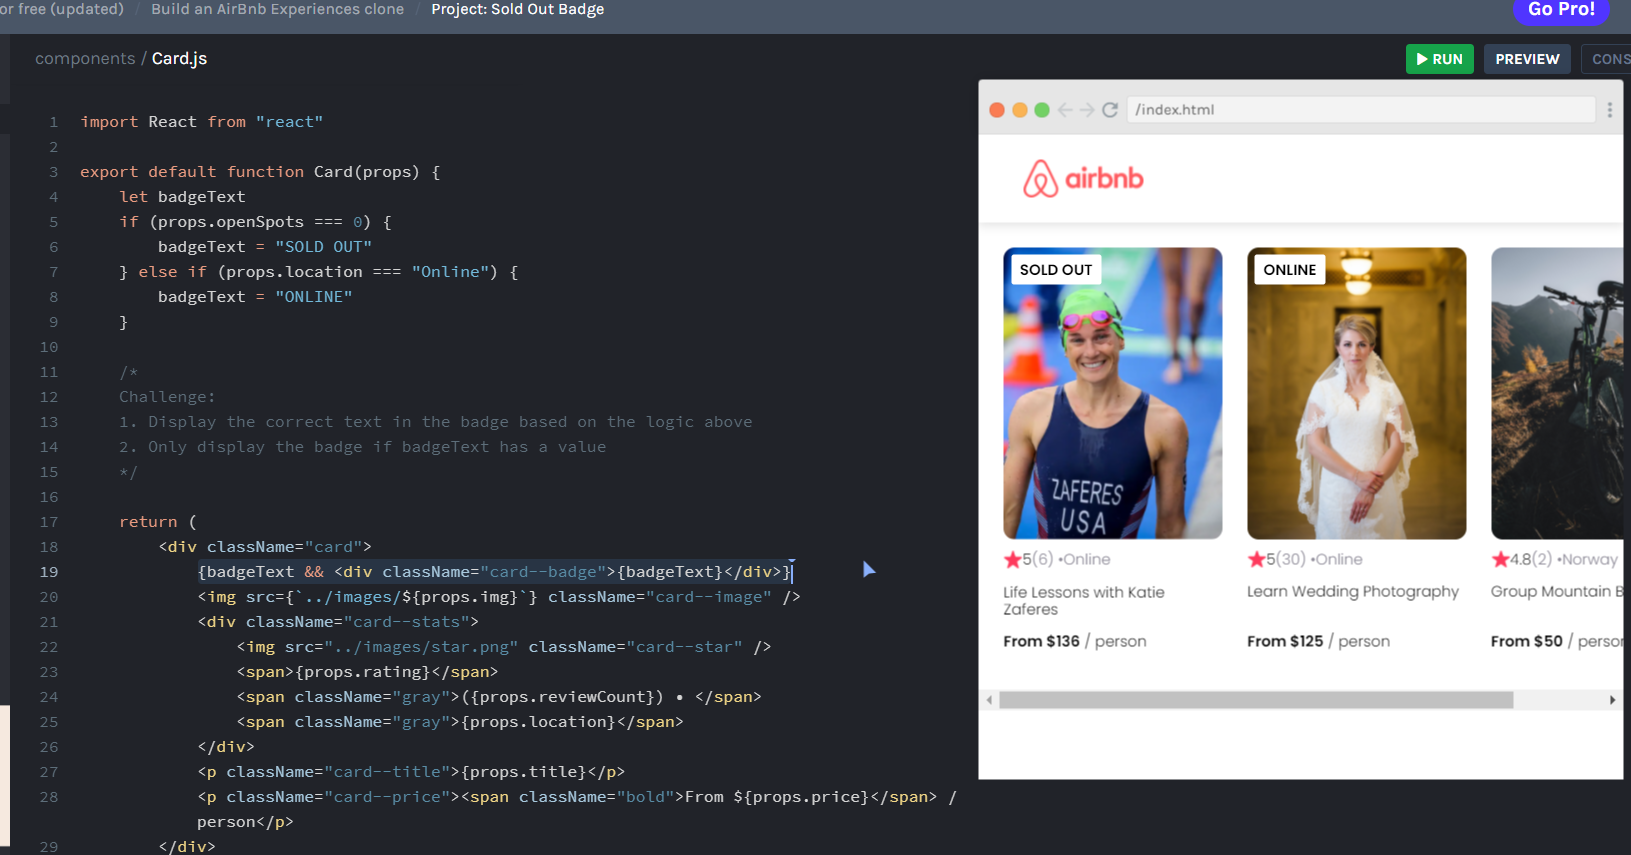 or free (updated) / Build an AirBnb Experiences clone / Project: Sold Out Badge
Go Pro!
components / Card.js
RUN
PREVIEW
CONS
1 import React from "react"
2
3 export default function Card(props) {
4 let badgeText
5 if (props.openSpots === 0) {
6 badgeText = "SOLD OUT"
7 } else if (props.location === "Online") {
8 badgeText = "ONLINE"
9 }
10
11 /*
12 Challenge:
13 1. Display the correct text in the badge based on the logic above
14 2. Only display the badge if badgeText has a value
15 */
16
17 return (
18 <div className="card">
19 {badgeText && <div className="card--badge">{badgeText}</div>}
20 <img src={`../images/${props.img}`} className="card--image" />
21 <div className="card--stats">
22 <img src="../images/star.png" className="card--star" />
23 <span>{props.rating}</span>
24 <span className="gray">({props.reviewCount}) • </span>
25 <span className="gray">{props.location}</span>
26 </div>
27 <p className="card--title">{props.title}</p>
28 <p className="card--price"><span className="bold">From ${props.price}</span> /
person</p>
29 </div>
/index.html
airbnb
SOLD OUT
ZAFERES
USA
5(6) •Online
Life Lessons with Katie
Zaferes
From $136 / person
ONLINE
5(30) •Online
Learn Wedding Photography
From $125 / person
4.8(2) •Norway
Group Mountain B
From $50 / perso